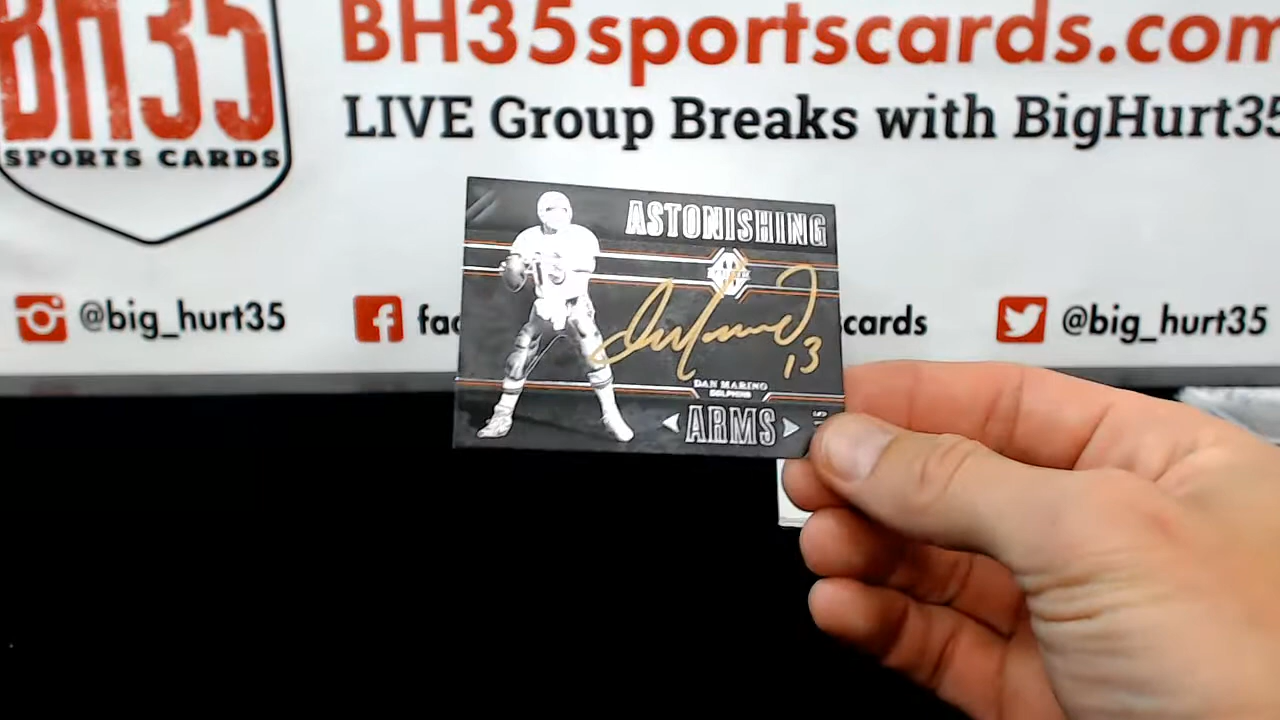 BH35
SPORTS CARDS
BH35sportscards.com
LIVE Group Breaks with BigHurt35
@big_hurt35
cards
@big_hurt35
ASTONISHING
13
13
DAN MARINO
DOLPHINS
ARMS